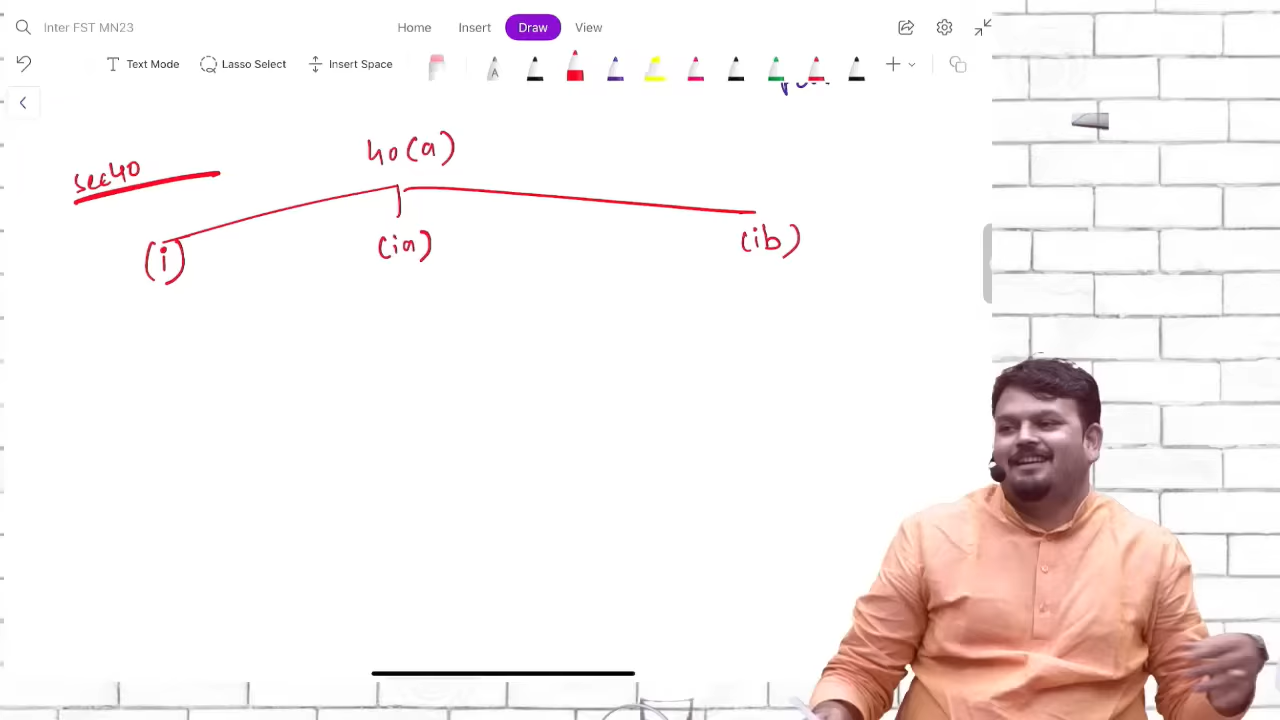 Inter FST MN23
Home Insert Draw View
Text Mode Lasso Select Insert Space
A
sec40
40(a)
(i) (ia) (ib)